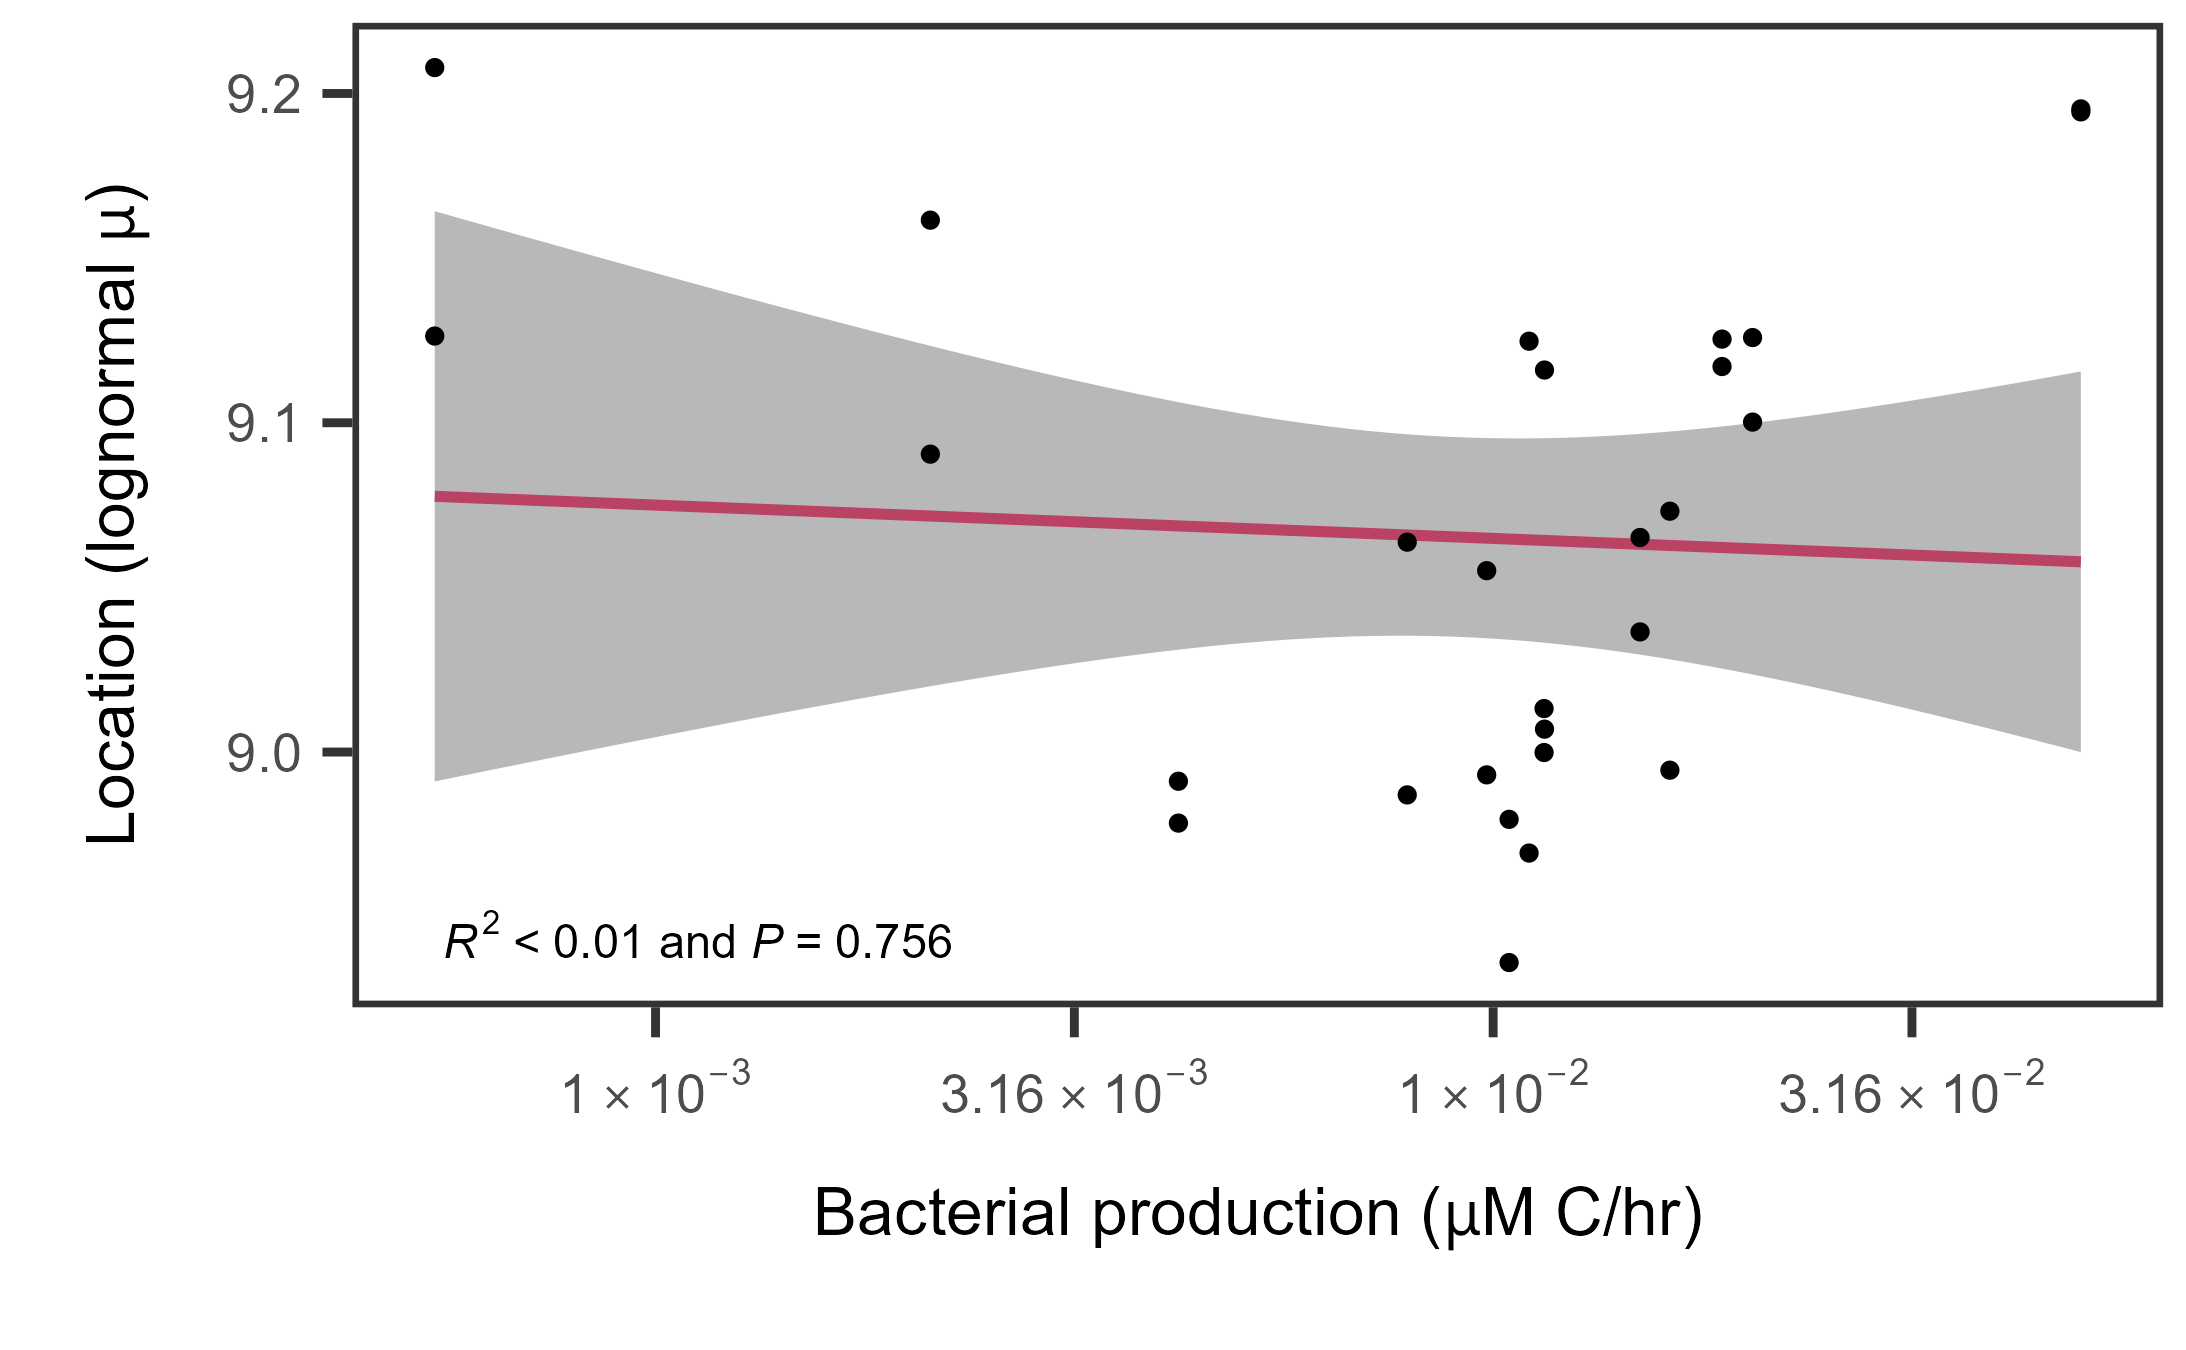 Location (lognormal µ)
9.2
9.1
9.0
R² < 0.01 and P = 0.756
1 × 10⁻³ 3.16 × 10⁻³ 1 × 10⁻² 3.16 × 10⁻²
Bacterial production (µM C/hr)